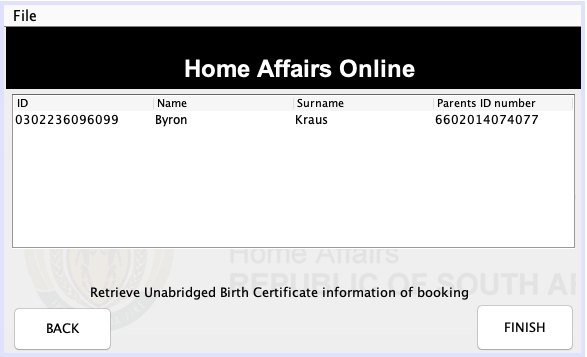 File
Home Affairs Online
ID Name Surname Parents ID number
0302236096099 Byron Kraus 6602014074077
Home Affairs
REPUBLIC OF SOUTH AF
Retrieve Unabridged Birth Certificate information of booking
BACK FINISH